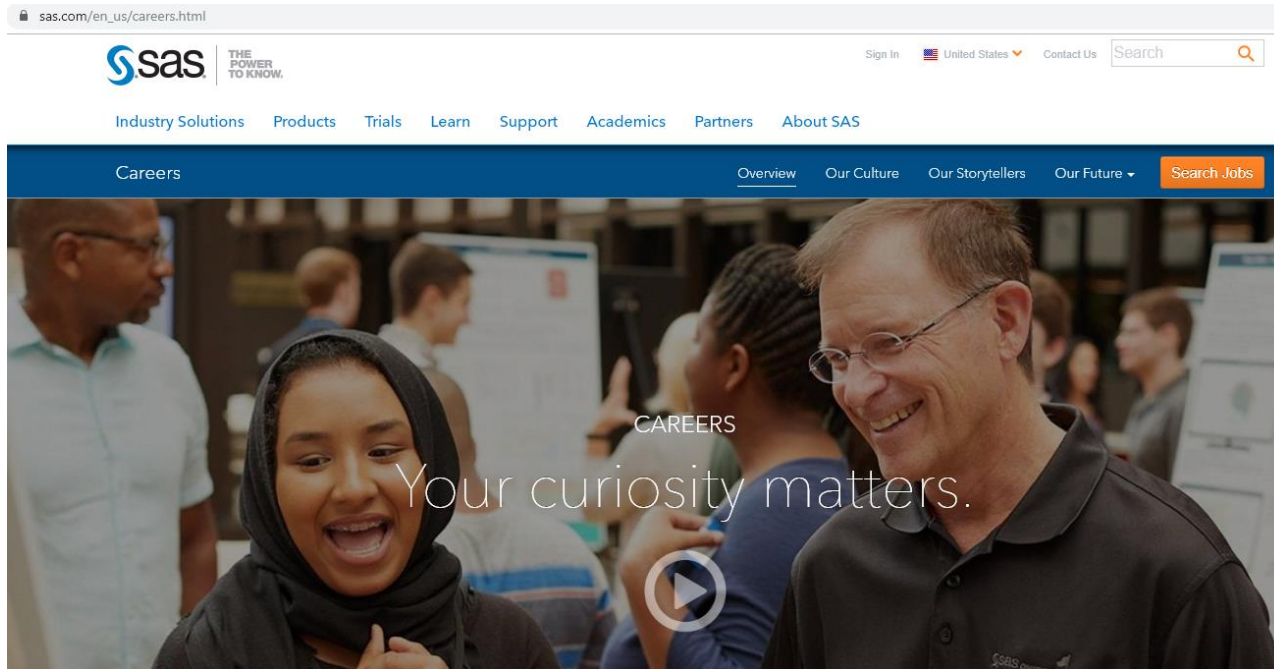 sas.com/en_us/careers.html
sas
THE
POWER
TO KNOW.
Sign In United States Contact Us Search
Industry Solutions Products Trials Learn Support Academics Partners About SAS
Careers Overview Our Culture Our Storytellers Our Future Search Jobs
CAREERS
Your curiosity matters.
sas